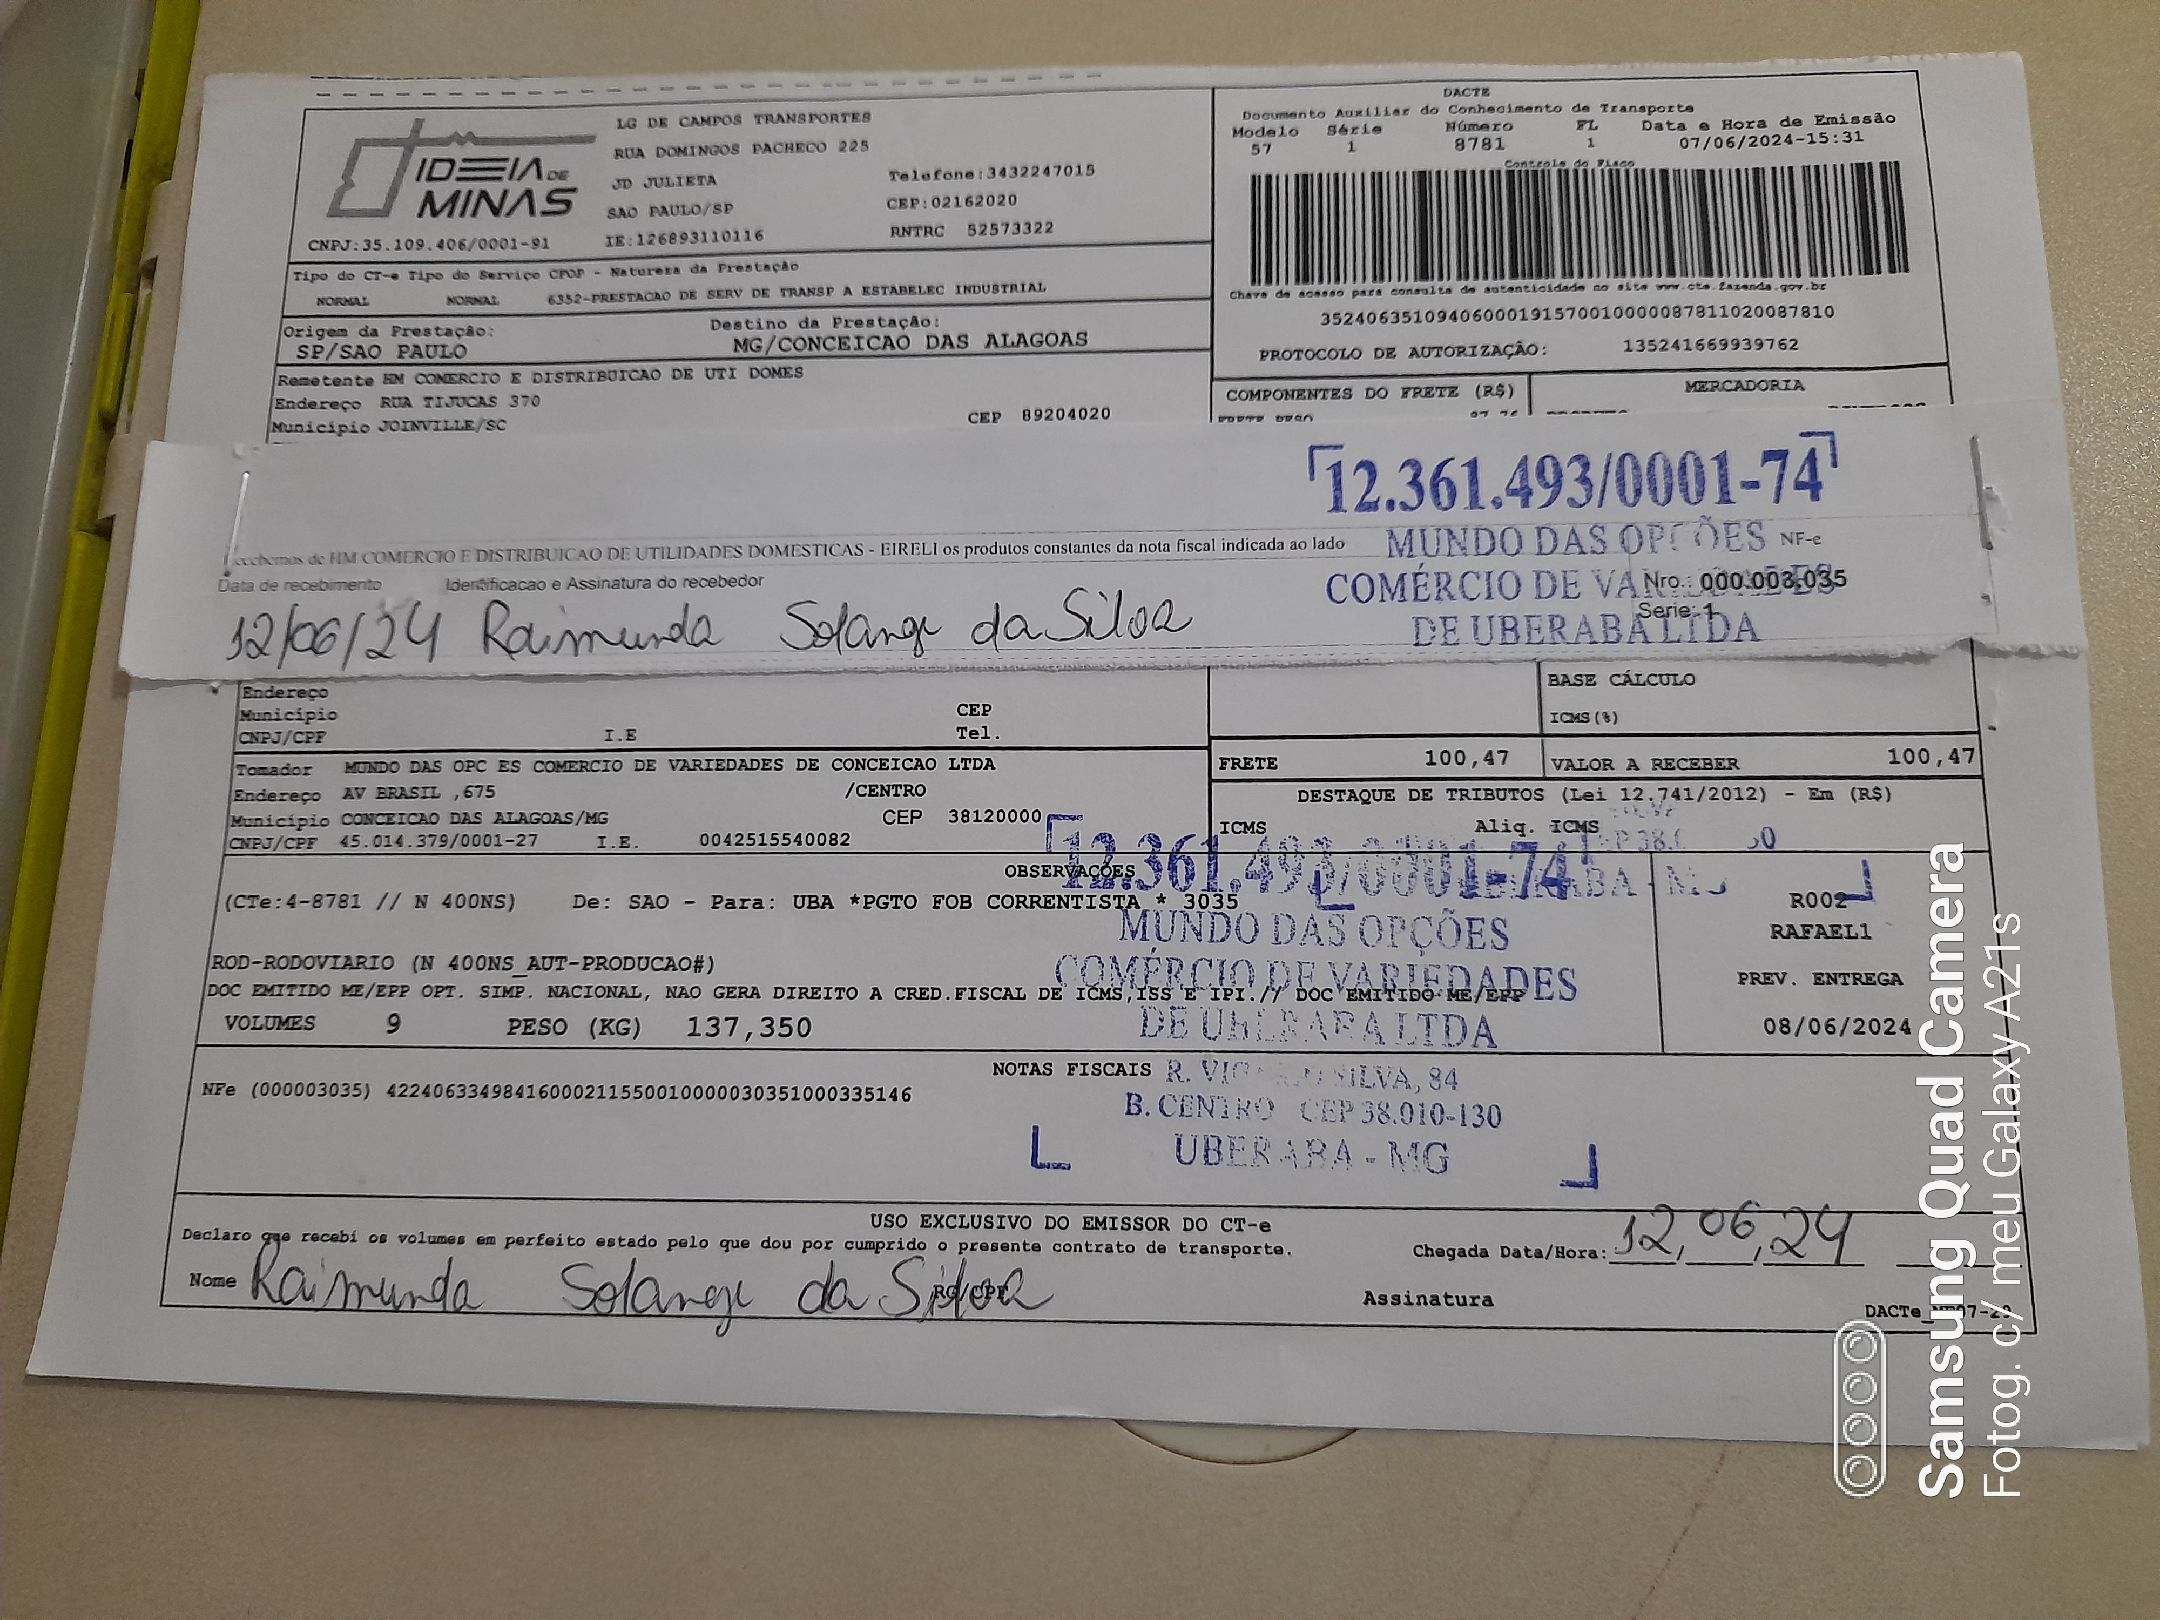 IDEIA DE
MINAS
CNPJ:35.109.406/0001-91
LG DE CAMPOS TRANSPORTES
RUA DOMINGOS PACHECO 225
JD JULIETA
SAO PAULO/SP
IE:126893110116
Telefone:3432247015
CEP:02162020
RNTRC 52573322
DACTE
Documento Auxiliar do Conhecimento de Transporte
Modelo Série Número FL Data e Hora de Emissão
57 1 8781 1 07/06/2024-15:31
Controle do Fisco
Chave de acesso para consulta de autenticidade no site www.cte.fazenda.gov.br
35240635109406000191570010000087811020087810
PROTOCOLO DE AUTORIZAÇÃO: 135241669939762
Tipo do CT-e Tipo do Serviço CFOP - Natureza da Prestação
NORMAL NORMAL 6352-PRESTACAO DE SERV DE TRANSP A ESTABELEC INDUSTRIAL
Origem da Prestação: Destino da Prestação:
SP/SAO PAULO MG/CONCEICAO DAS ALAGOAS
Remetente HM COMERCIO E DISTRIBUICAO DE UTI DOMES
Endereço RUA TIJUCAS 370
Município JOINVILLE/SC CEP 89204020
COMPONENTES DO FRETE (R$) MERCADORIA
FRETE PESO
12.361.493/0001-74
MUNDO DAS OPÇÕES
COMÉRCIO DE VARIEDADES
DE UBERABA LTDA
Recebemos de HM COMERCIO E DISTRIBUICAO DE UTILIDADES DOMESTICAS - EIRELI os produtos constantes da nota fiscal indicada ao lado
NF-e
Nro.: 000.003.035
Serie: 1
Data de recebimento Identificacao e Assinatura do recebedor
12/06/24 Raimunda Solange da Silva
Endereço
Município CEP
CNPJ/CPF I.E Tel.
BASE CÁLCULO
ICMS(%)
Tomador MUNDO DAS OPC ES COMERCIO DE VARIEDADES DE CONCEICAO LTDA
Endereço AV BRASIL ,675 /CENTRO
Município CONCEICAO DAS ALAGOAS/MG CEP 38120000
CNPJ/CPF 45.014.379/0001-27 I.E. 0042515540082
FRETE 100,47 VALOR A RECEBER 100,47
DESTAQUE DE TRIBUTOS (Lei 12.741/2012) - Em (R$)
ICMS Aliq. ICMS
OBSERVAÇÕES
(CTe:4-8781 // N 400NS) De: SAO - Para: UBA *PGTO FOB CORRENTISTA * 3035
ROD-RODOVIARIO (N 400NS_AUT-PRODUCAO#)
DOC EMITIDO ME/EPP OPT. SIMP. NACIONAL, NAO GERA DIREITO A CRED.FISCAL DE ICMS,ISS E IPI.// DOC EMITIDO ME/EPP
VOLUMES 9 PESO (KG) 137,350
R002
RAFAEL1
PREV. ENTREGA
08/06/2024
12.361.493/0001-74
MUNDO DAS OPÇÕES
COMÉRCIO DE VARIEDADES
DE UBERABA LTDA
SILVA, 84
B. CENTRO CEP 38.010-130
UBERABA - MG
NOTAS FISCAIS
NFe (000003035) 42240633498416000211550010000030351000335146
USO EXCLUSIVO DO EMISSOR DO CT-e
Declaro que recebi os volumes em perfeito estado pelo que dou por cumprido o presente contrato de transporte.
Chegada Data/Hora: 12,06,24
Nome Raimunda Solange da Silva RG/CPF Assinatura
Samsung Quad Camera
Fotog. c/ meu Galaxy A21s